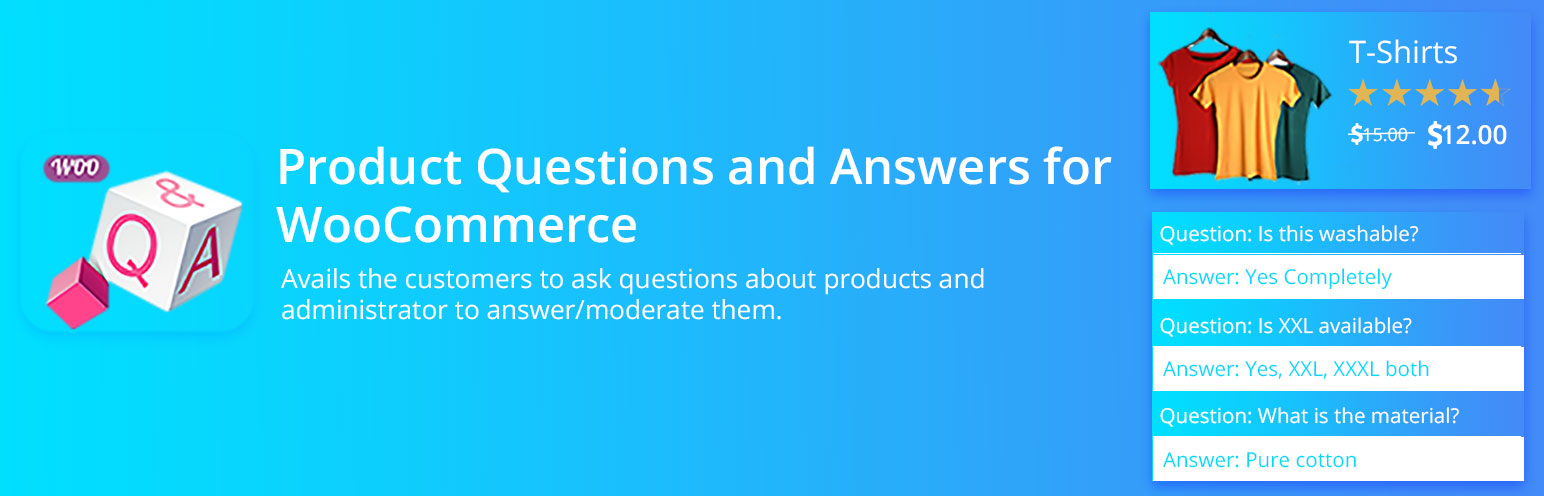 WOO
&
Q A
Product Questions and Answers for
WooCommerce
Avails the customers to ask questions about products and
administrator to answer/moderate them.
T-Shirts
$15.00 $12.00
Question: Is this washable?
Answer: Yes Completely
Question: Is XXL available?
Answer: Yes, XXL, XXXL both
Question: What is the material?
Answer: Pure cotton